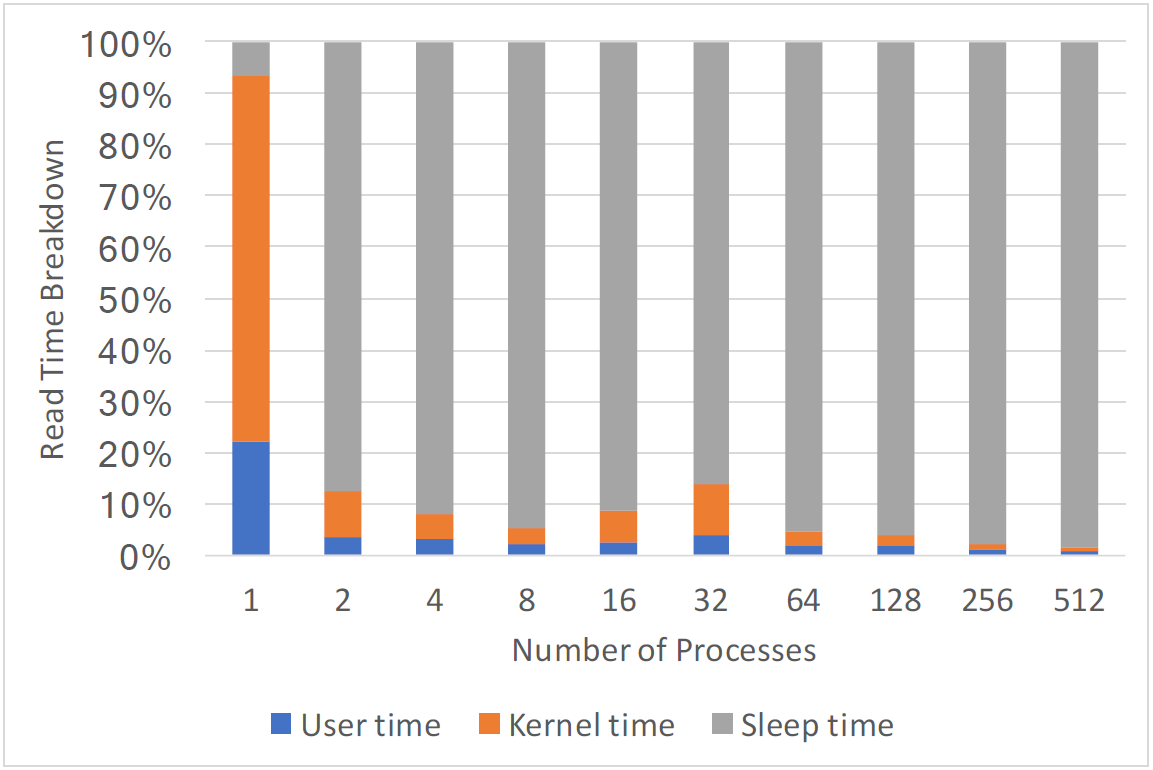 100%
90%
80%
70%
60%
50%
40%
30%
20%
10%
0%
Read Time Breakdown
1 2 4 8 16 32 64 128 256 512
Number of Processes
User time Kernel time Sleep time